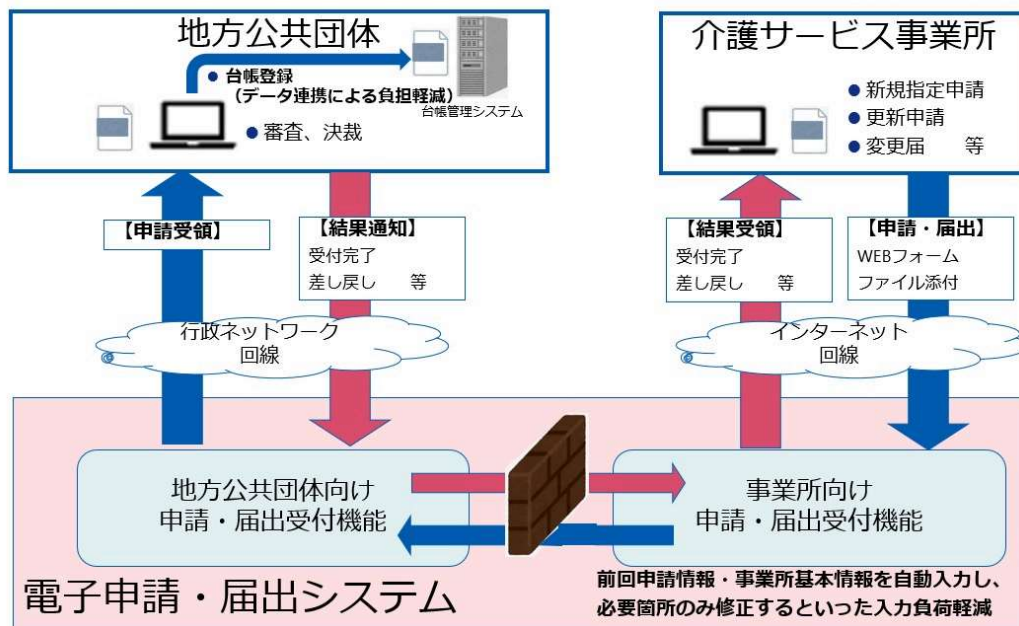 地方公共団体
● 台帳登録
（データ連携による負担軽減）
台帳管理システム
● 審査、決裁
介護サービス事業所
● 新規指定申請
● 更新申請
● 変更届　等
【申請受領】
【結果通知】
受付完了
差し戻し　等
【結果受領】
受付完了
差し戻し　等
【申請・届出】
WEBフォーム
ファイル添付
行政ネットワーク
回線
インターネット
回線
地方公共団体向け
申請・届出受付機能
事業所向け
申請・届出受付機能
電子申請・届出システム
前回申請情報・事業所基本情報を自動入力し、
必要箇所のみ修正するといった入力負荷軽減